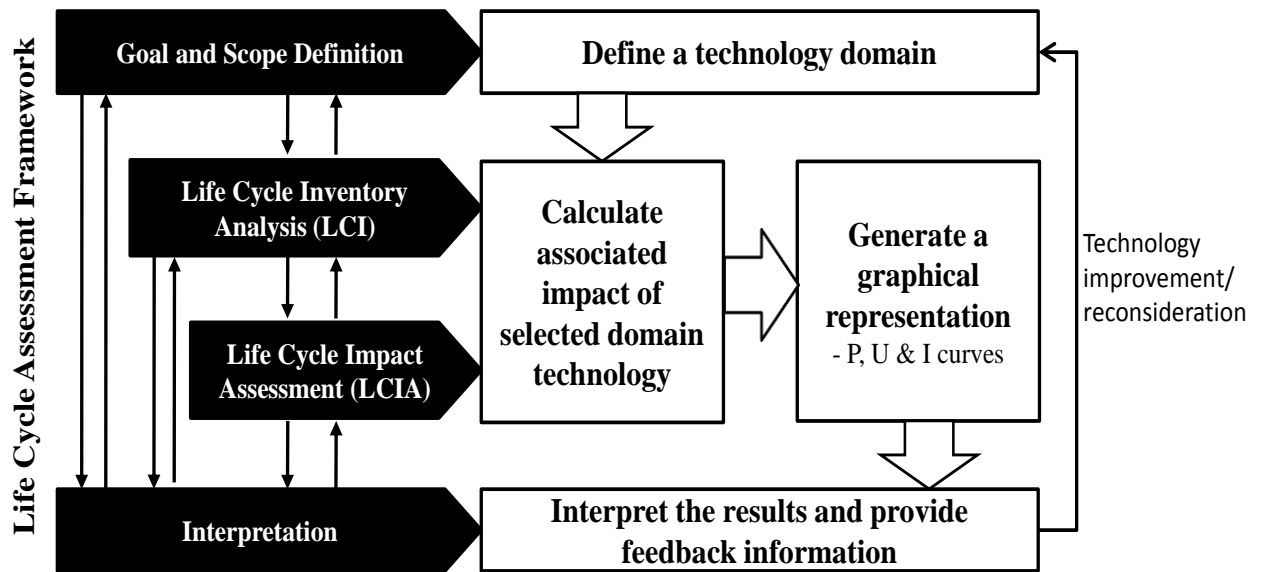 Life Cycle Assessment Framework
Goal and Scope Definition
Define a technology domain
Life Cycle Inventory
Analysis (LCI)
Life Cycle Impact
Assessment (LCIA)
Calculate
associated
impact of
selected domain
technology
Generate a
graphical
representation
- P, U & I curves
Technology
improvement/
reconsideration
Interpretation
Interpret the results and provide
feedback information